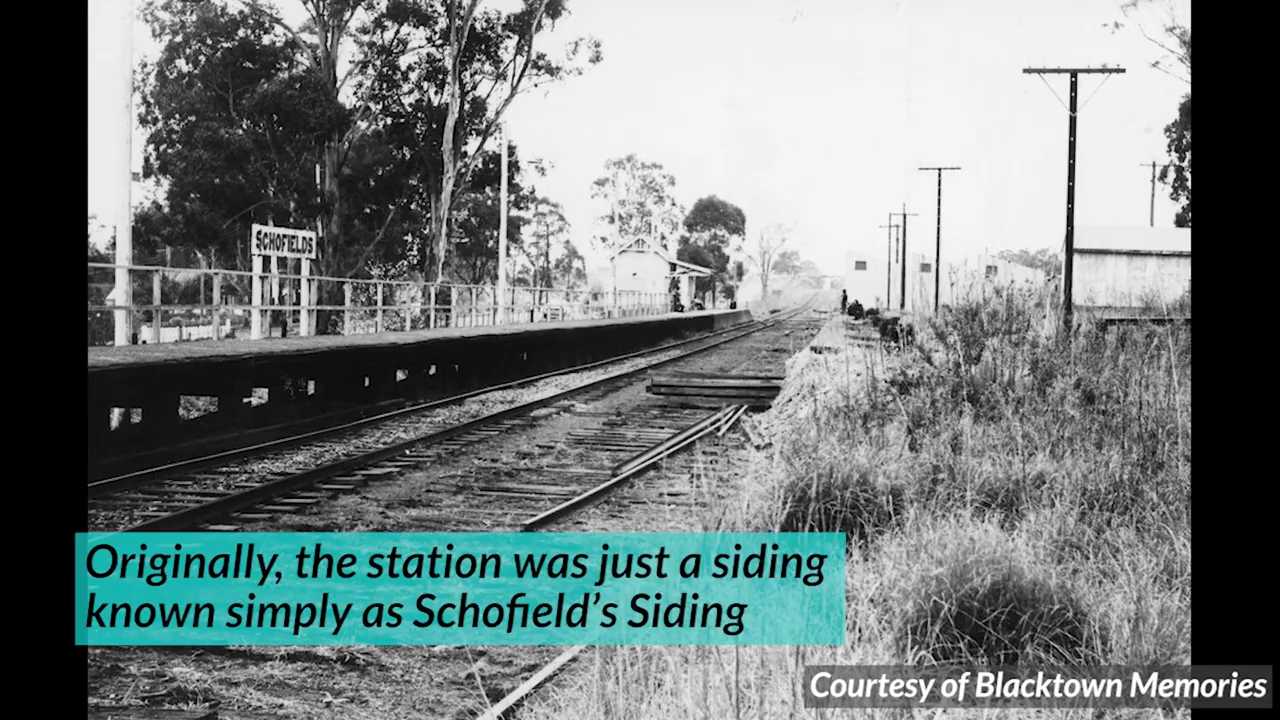 SCHOFIELDS
Originally, the station was just a siding
known simply as Schofield’s Siding
Courtesy of Blacktown Memories